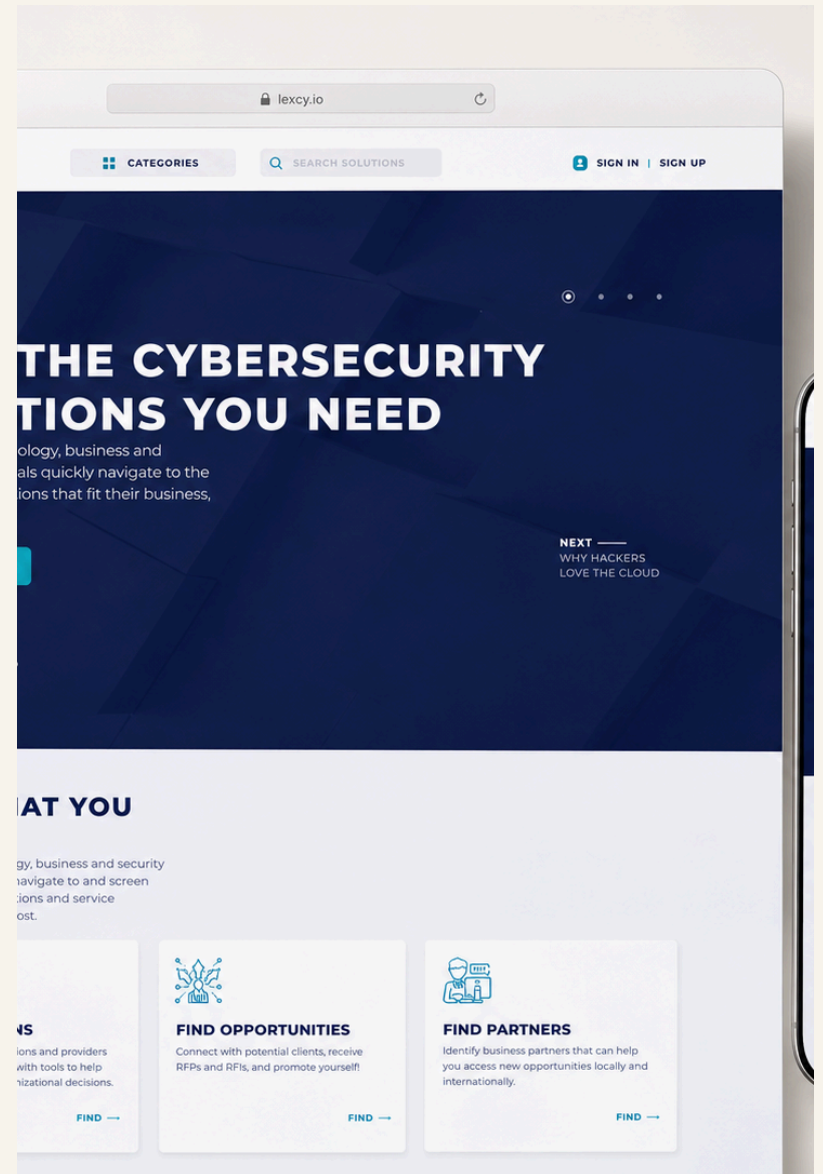 lexcy.io
CATEGORIES
SEARCH SOLUTIONS
SIGN IN | SIGN UP
THE CYBERSECURITY
TIONS YOU NEED
ology, business and
als quickly navigate to the
ions that fit their business,
NEXT
WHY HACKERS
LOVE THE CLOUD
AT YOU
gy, business and security
navigate to and screen
tions and service
ost.
NS
ions and providers
with tools to help
nizational decisions.
FIND
FIND OPPORTUNITIES
Connect with potential clients, receive
RFPs and RFIs, and promote yourself!
FIND
FIND PARTNERS
Identify business partners that can help
you access new opportunities locally and
internationally.
FIND